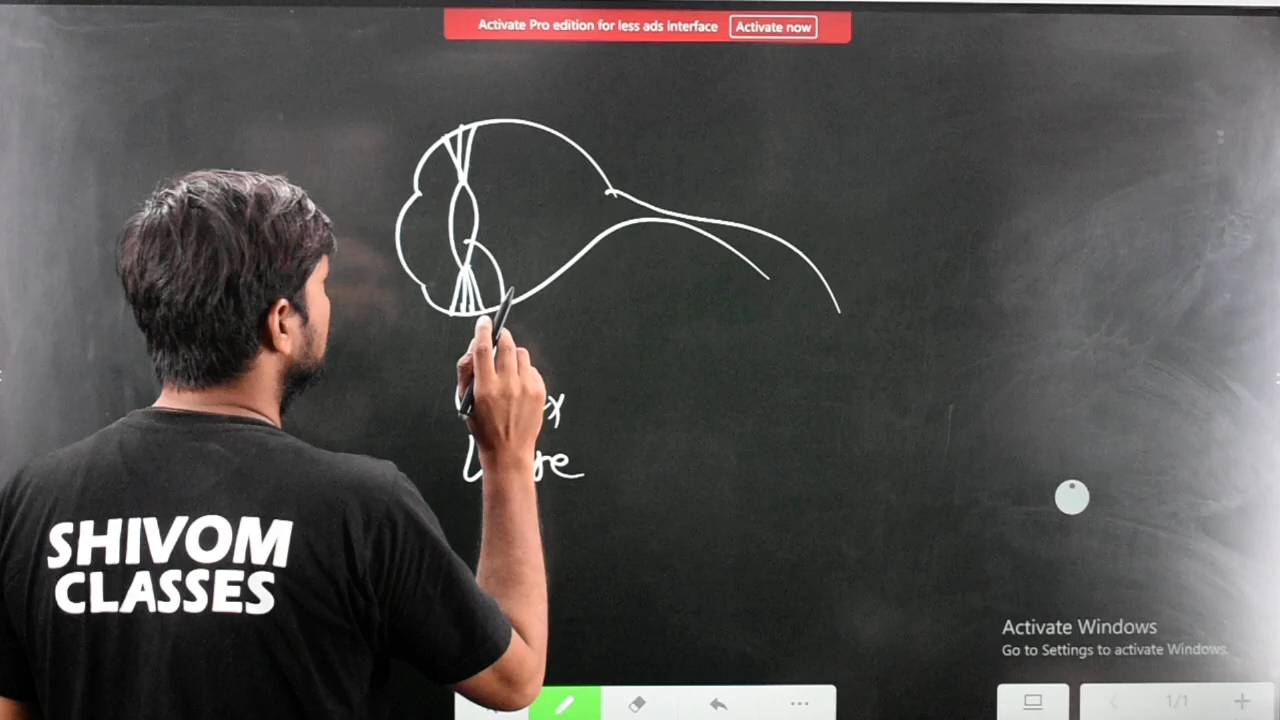 Activate Pro edition for less ads interface Activate now
SHIVOM
CLASSES
Activate Windows
Go to Settings to activate Windows.
1/1